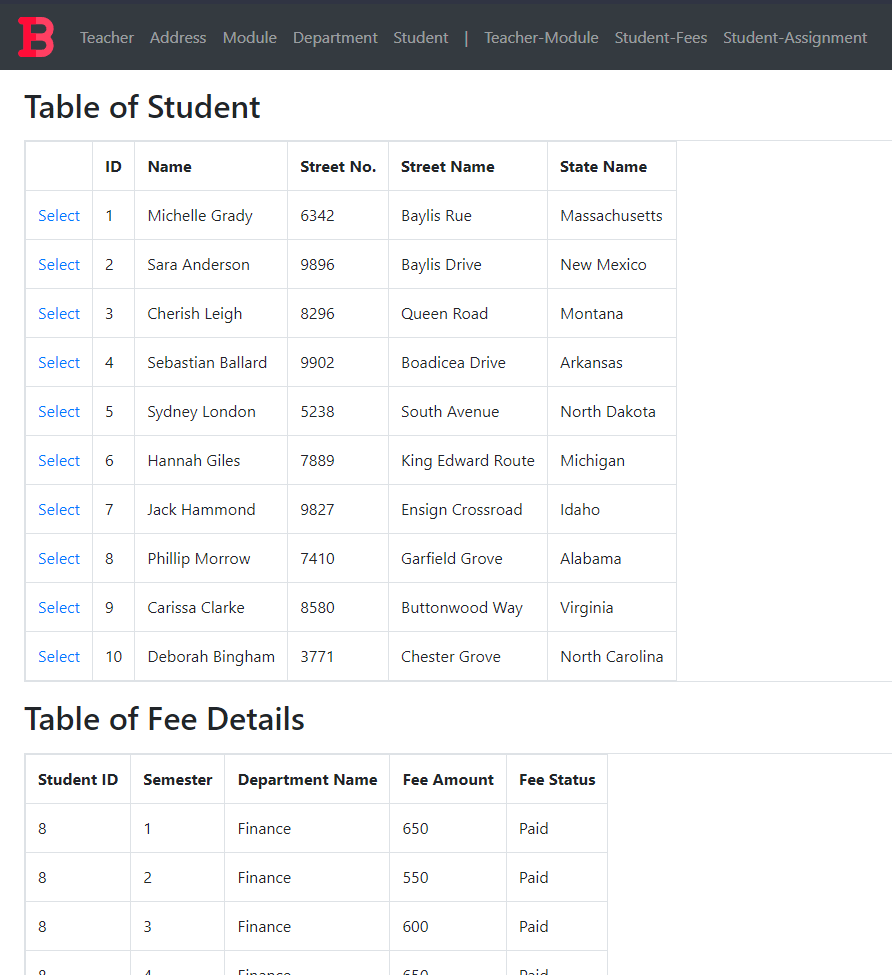 B Teacher Address Module Department Student | Teacher-Module Student-Fees Student-Assignment
Table of Student
ID Name Street No. Street Name State Name
Select 1 Michelle Grady 6342 Baylis Rue Massachusetts
Select 2 Sara Anderson 9896 Baylis Drive New Mexico
Select 3 Cherish Leigh 8296 Queen Road Montana
Select 4 Sebastian Ballard 9902 Boadicea Drive Arkansas
Select 5 Sydney London 5238 South Avenue North Dakota
Select 6 Hannah Giles 7889 King Edward Route Michigan
Select 7 Jack Hammond 9827 Ensign Crossroad Idaho
Select 8 Phillip Morrow 7410 Garfield Grove Alabama
Select 9 Carissa Clarke 8580 Buttonwood Way Virginia
Select 10 Deborah Bingham 3771 Chester Grove North Carolina
Table of Fee Details
Student ID Semester Department Name Fee Amount Fee Status
8 1 Finance 650 Paid
8 2 Finance 550 Paid
8 3 Finance 600 Paid
8 4 Finance 650 Paid